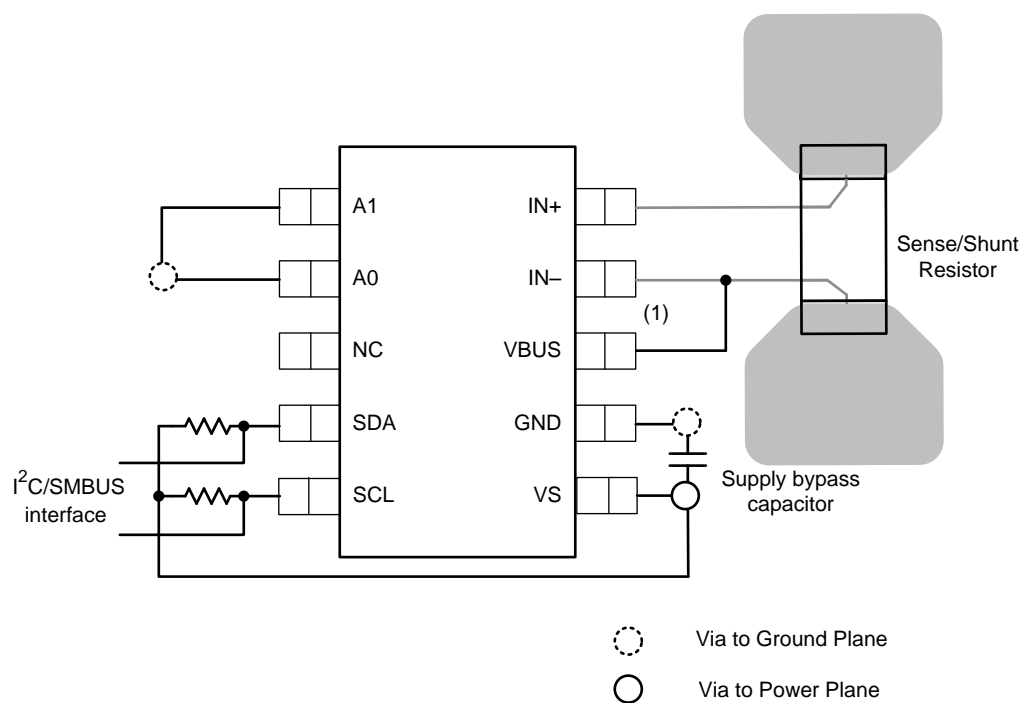 A1
IN+
Sense/Shunt
Resistor
A0
IN–
(1)
NC
VBUS
SDA
GND
I²C/SMBUS
interface
SCL
VS
Supply bypass
capacitor
Via to Ground Plane
Via to Power Plane